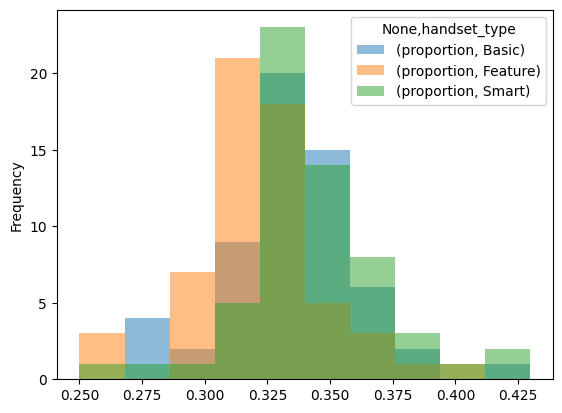 None,handset_type
(proportion, Basic)
(proportion, Feature)
(proportion, Smart)
Frequency
20
15
10
5
0
0.250 0.275 0.300 0.325 0.350 0.375 0.400 0.425